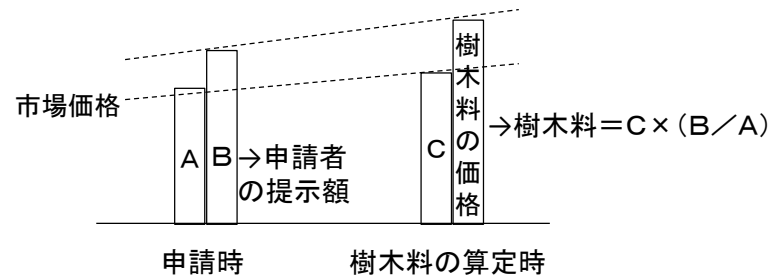 市場価格
A
B
→申請者
の提示額
C
樹木料の価格
→樹木料=C×(B/A)
申請時
樹木料の算定時